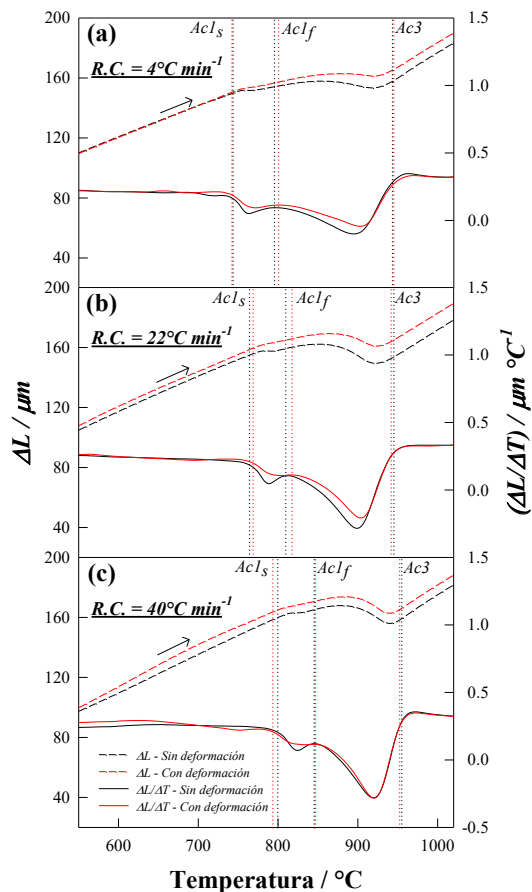 200
1.5
(a)
Ac1s
Ac1f
Ac3
R.C. = 4°C min-1
160
1.0
120
0.5
80
0.0
40
200
1.5
(b)
Ac1s
Ac1f
Ac3
R.C. = 22°C min-1
160
1.0
120
0.5
80
0.0
40
200
1.5
(c)
Ac1s
Ac1f
Ac3
R.C. = 40°C min-1
160
1.0
120
0.5
80
0.0
40
-0.5
ΔL - Sin deformación
ΔL - Con deformación
ΔL/ΔT - Sin deformación
ΔL/ΔT - Con deformación
600
700
800
900
1000
Temperatura / °C
ΔL / μm
(ΔL/ΔT) / μm °C-1